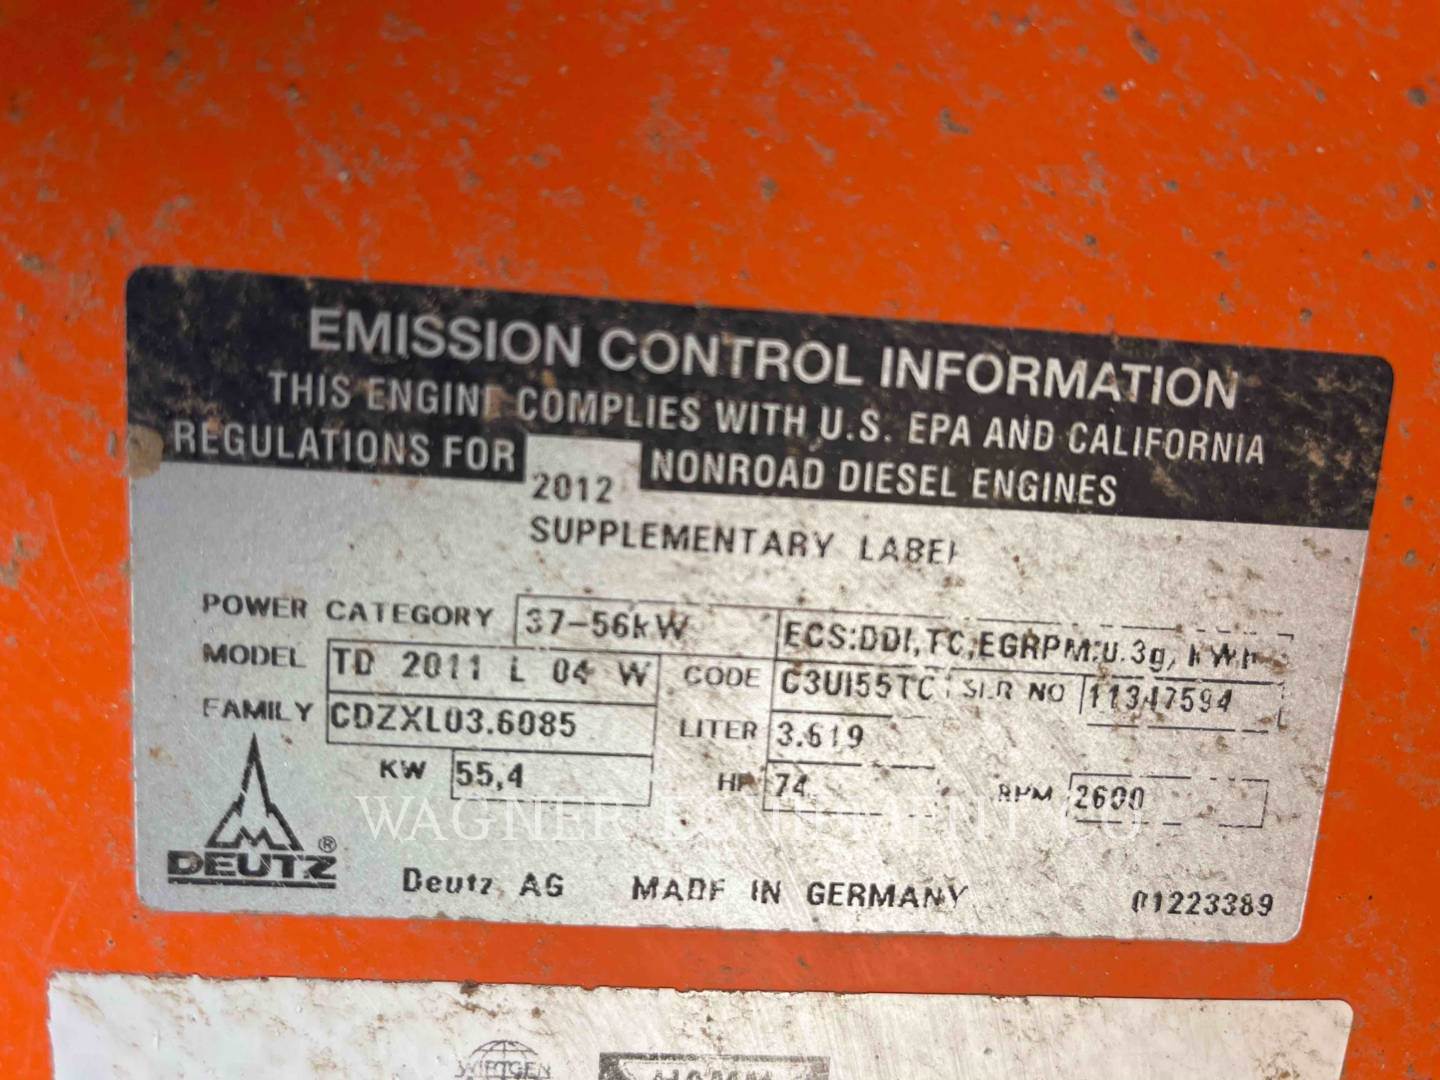 EMISSION CONTROL INFORMATION
THIS ENGINE COMPLIES WITH U.S. EPA AND CALIFORNIA
REGULATIONS FOR 2012 NONROAD DIESEL ENGINES
SUPPLEMENTARY LABEL
POWER CATEGORY 37-56kW ECS:DDI,TC,EGRPM:0.3g/kWh
MODEL TD 2011 L 04 W CODE C3UI55TC SER NO 11347594
FAMILY CDZXL03.6085 LITER 3.619
KW 55,4 HP 74 RPM 2600
DEUTZ ® Deutz AG MADE IN GERMANY 01223389
WAGNER EQUIPMENT CO
WIRTGEN